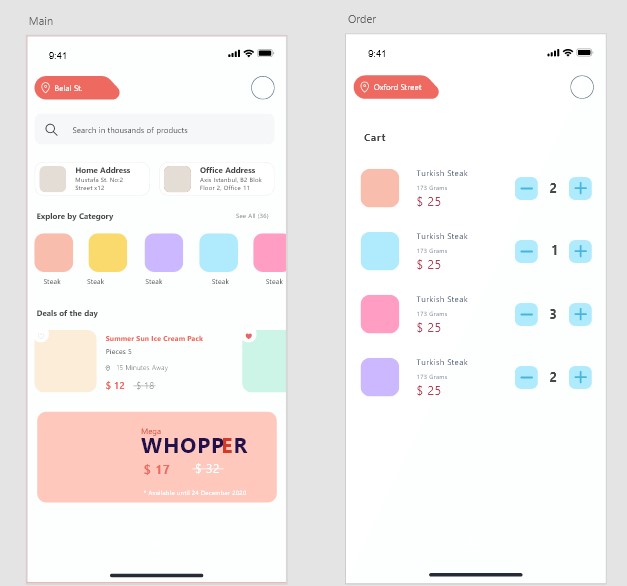 Main
9:41
Belal St.
Search in thousands of products
Home Address
Mustafa St. No:2
Street x12
Office Address
Axis Istanbul, B2 Blok
Floor 2, Office 11
Explore by Category
See All (36)
Steak
Steak
Steak
Steak
Steak
Deals of the day
Summer Sun Ice Cream Pack
Pieces 5
15 Minutes Away
$ 12 $ 18
Mega
WHOPPER
$ 17 $ 32
* Available until 24 December 2020
Order
9:41
Oxford Street
Cart
Turkish Steak
173 Grams
$ 25
2
Turkish Steak
173 Grams
$ 25
1
Turkish Steak
173 Grams
$ 25
3
Turkish Steak
173 Grams
$ 25
2